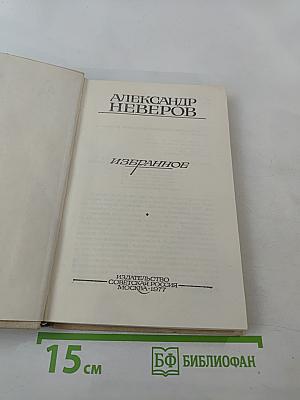 АЛЕКСАНДР
НЕВЕРОВ
ИЗБРАННОЕ
ИЗДАТЕЛЬСТВО
СОВЕТСКАЯ РОССИЯ
МОСКВА-1977
15 см
БФ БИБЛИОФАН